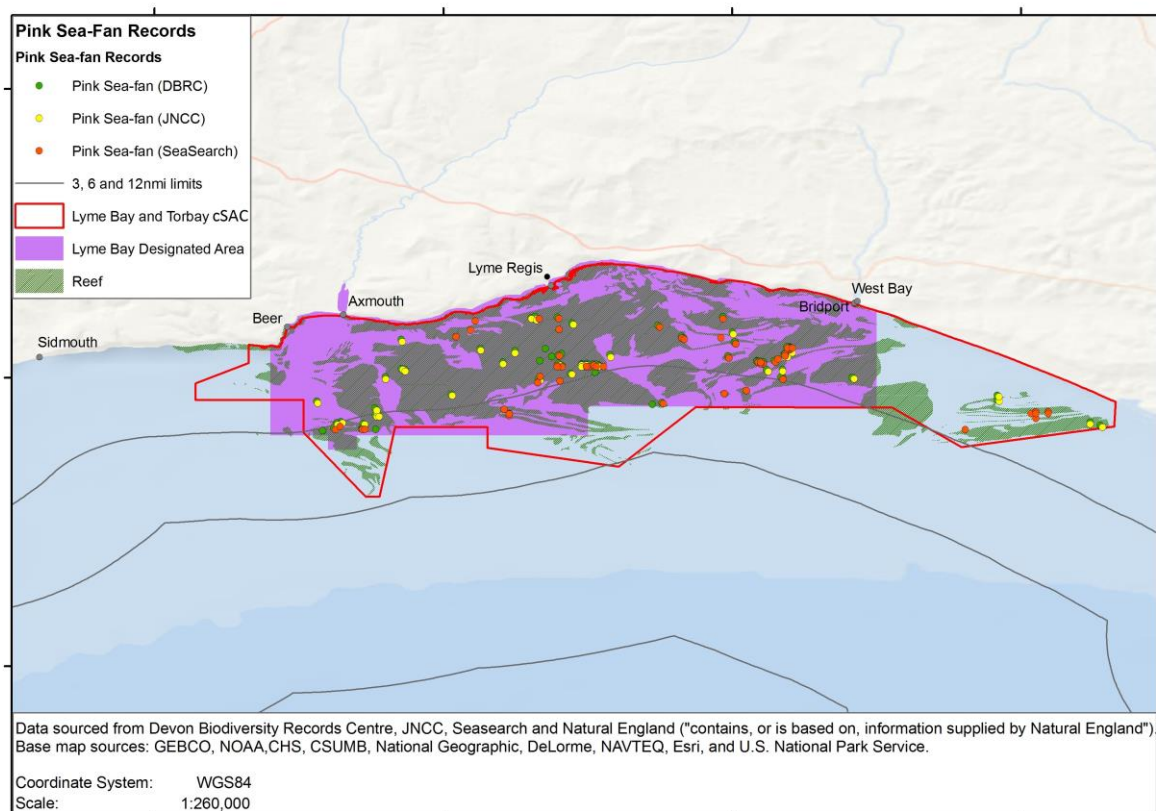 Pink Sea-Fan Records
Pink Sea-fan Records
Pink Sea-fan (DBRC)
Pink Sea-fan (JNCC)
Pink Sea-fan (SeaSearch)
3, 6 and 12nmi limits
Lyme Bay and Torbay cSAC
Lyme Bay Designated Area
Reef
Lyme Regis
West Bay
Axmouth
Bridport
Beer
Sidmouth
Data sourced from Devon Biodiversity Records Centre, JNCC, Seasearch and Natural England ("contains, or is based on, information supplied by Natural England").
Base map sources: GEBCO, NOAA,CHS, CSUMB, National Geographic, DeLorme, NAVTEQ, Esri, and U.S. National Park Service.
Coordinate System: WGS84
Scale: 1:260,000